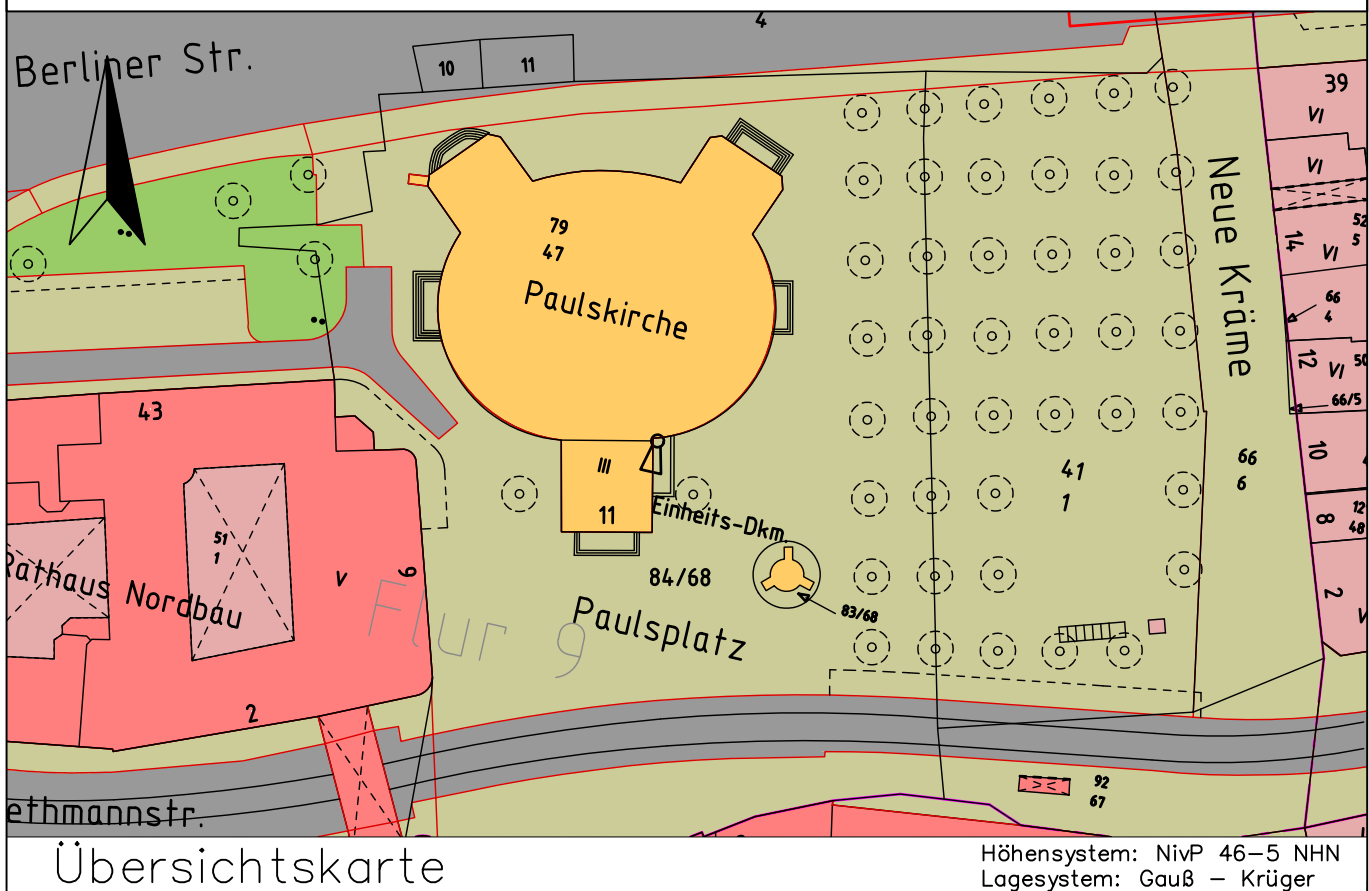 4
Berliner Str.
10
11
39
VI
VI
Neue Kräme
52
5
14
VI
79
47
Paulskirche
66
4
12
VI
50
66/5
43
III
11
41
1
66
6
10
12
48
8
Einheits-Dkm.
51
1
V
9
84/68
83/68
2
V
Rathaus Nordbau
Flur 9
Paulsplatz
2
92
67
ethmannstr.
Übersichtskarte
Höhensystem: NivP 46-5 NHN
Lagesystem: Gauß - Krüger